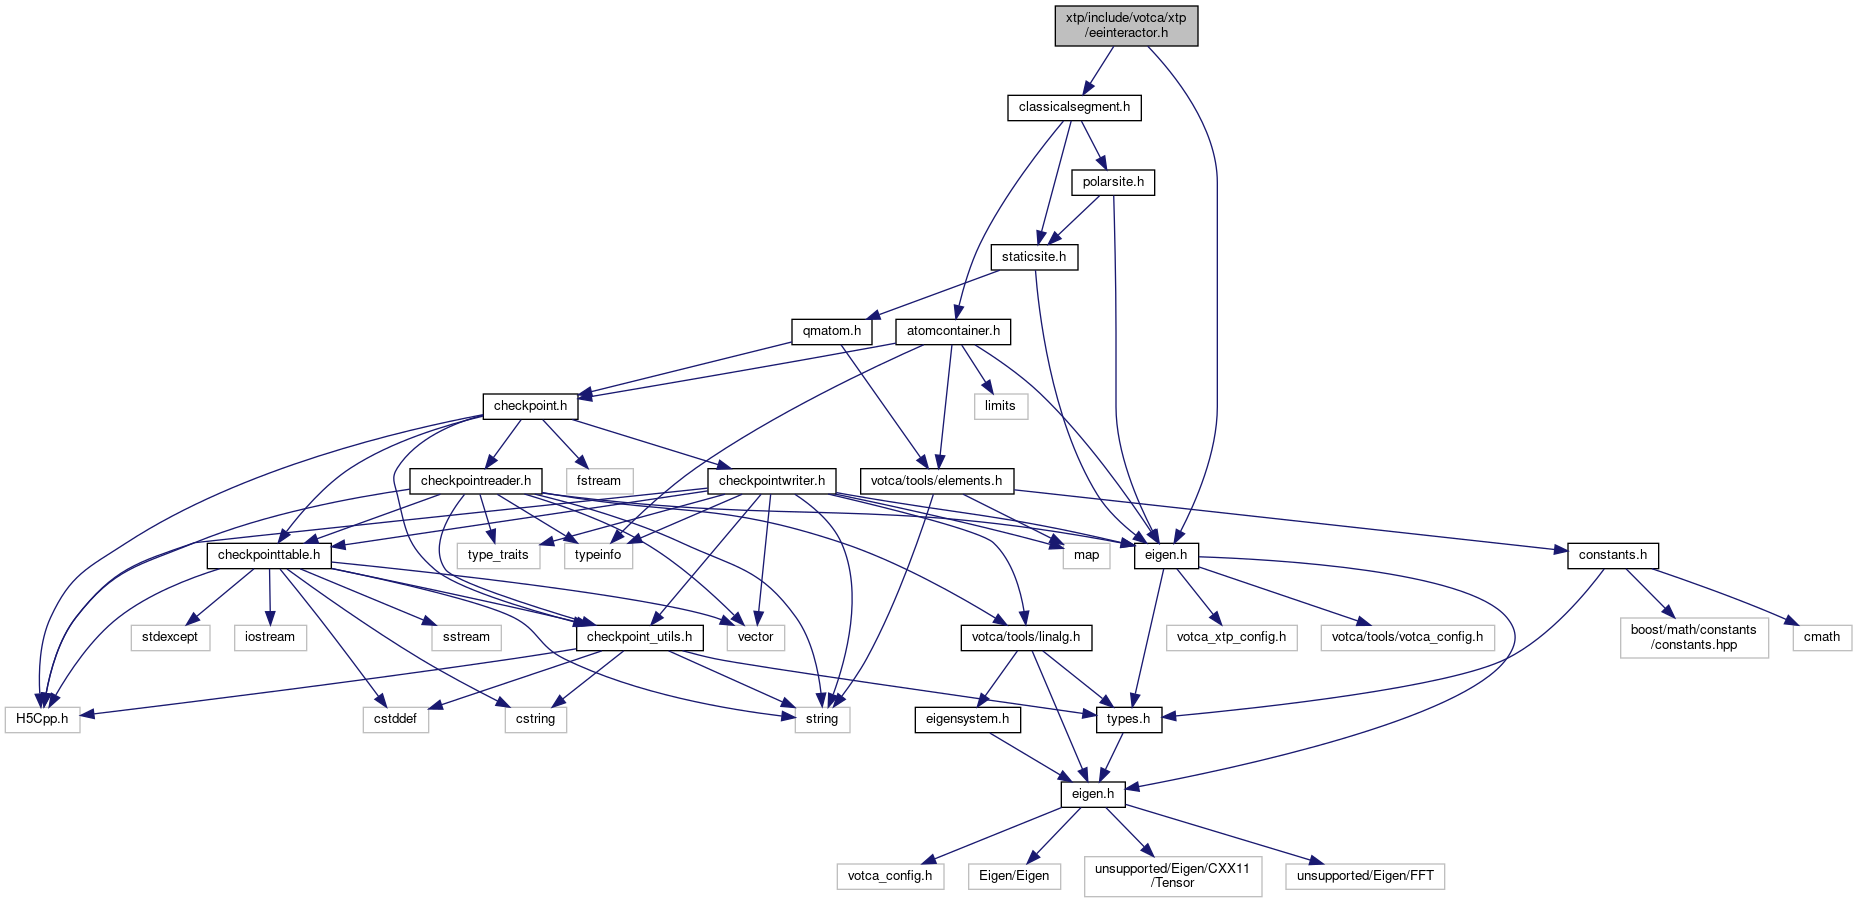 xtp/include/votca/xtp
/eeinteractor.h
classicalsegment.h
polarsite.h
staticsite.h
qmatom.h
atomcontainer.h
checkpoint.h
limits
checkpointreader.h
fstream
checkpointwriter.h
votca/tools/elements.h
checkpointtable.h
type_traits
typeinfo
map
eigen.h
constants.h
stdexcept
iostream
sstream
checkpoint_utils.h
vector
votca/tools/linalg.h
votca_xtp_config.h
votca/tools/votca_config.h
boost/math/constants
/constants.hpp
cmath
H5Cpp.h
cstddef
cstring
string
eigensystem.h
types.h
eigen.h
votca_config.h
Eigen/Eigen
unsupported/Eigen/CXX11
/Tensor
unsupported/Eigen/FFT